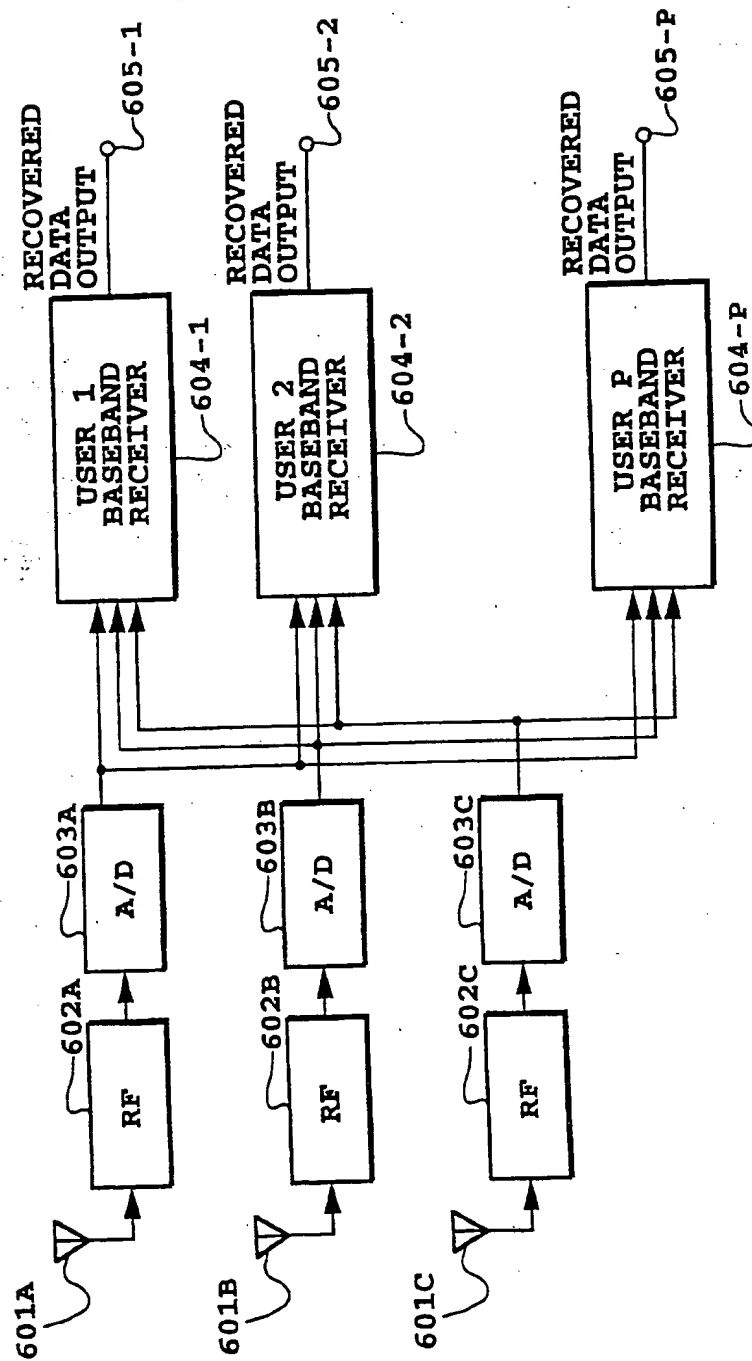 601A
602A
RF
603A
A/D
USER 1
BASEBAND
RECEIVER
604-1
RECOVERED
DATA
OUTPUT
605-1
601B
602B
RF
603B
A/D
USER 2
BASEBAND
RECEIVER
604-2
RECOVERED
DATA
OUTPUT
605-2
601C
602C
RF
603C
A/D
USER P
BASEBAND
RECEIVER
604-P
RECOVERED
DATA
OUTPUT
605-P